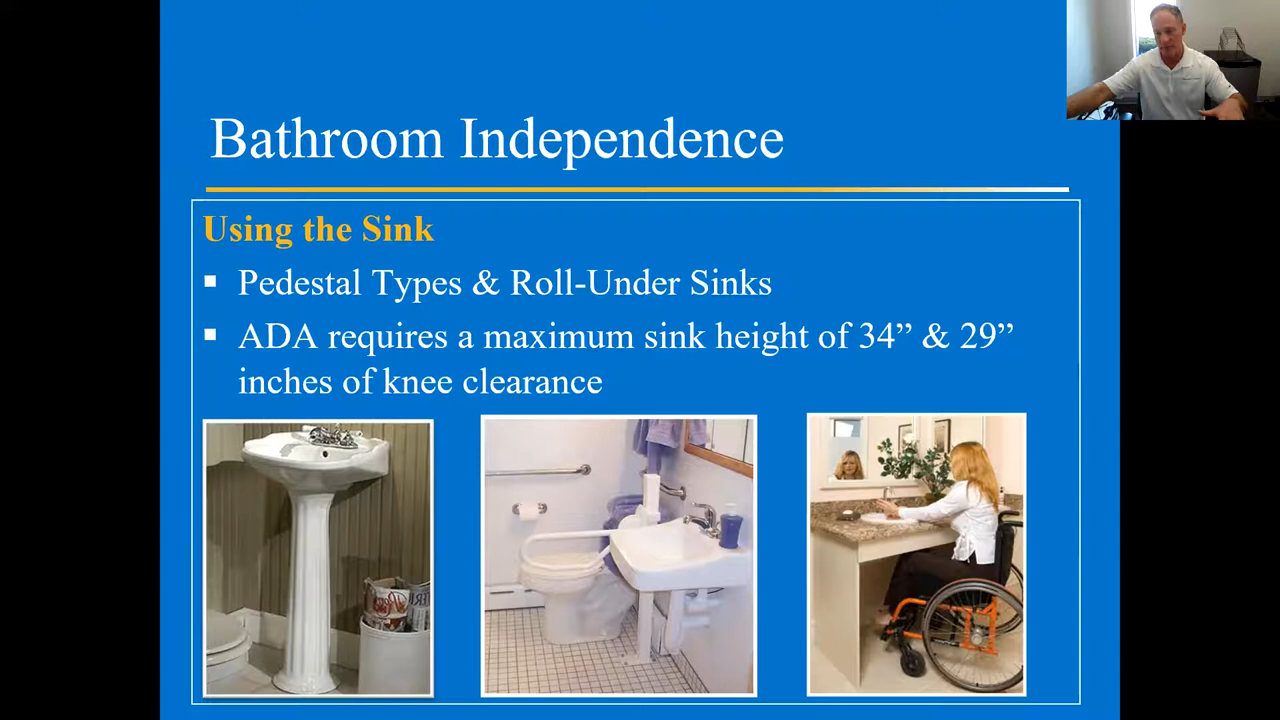 Bathroom Independence
Using the Sink
▪ Pedestal Types & Roll-Under Sinks
▪ ADA requires a maximum sink height of 34” & 29”
inches of knee clearance